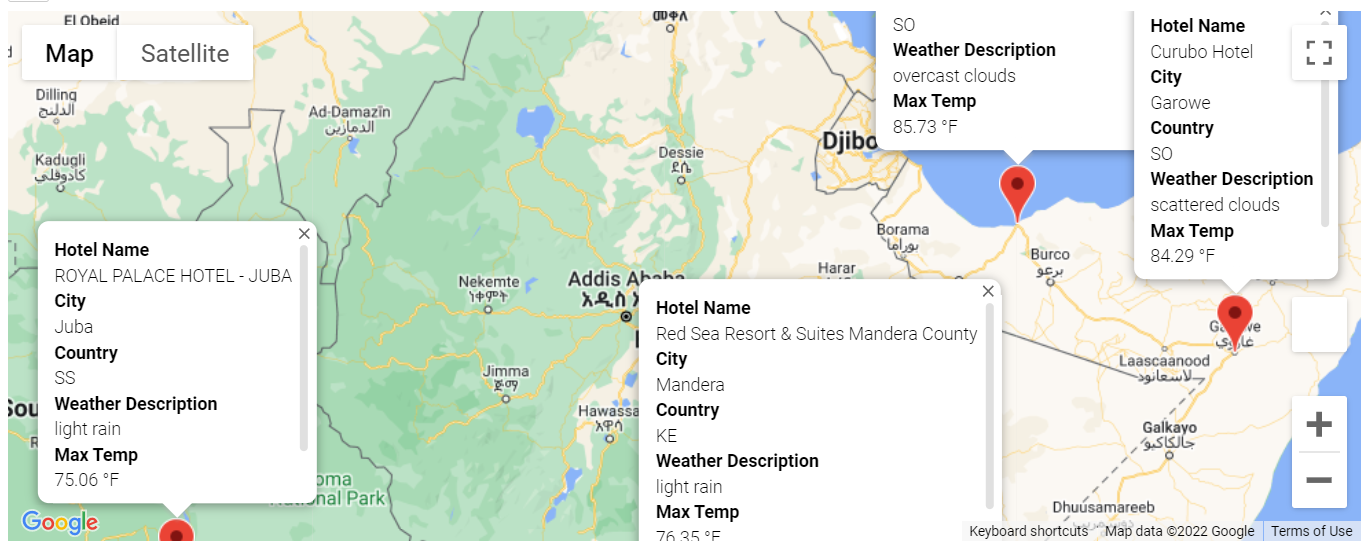 El Obeid
Map
Satellite
Dilling
الدلنج
Kadugli
كادوقلي
Ad-Damazin
الدمازين
መቀለ
Dessie
ደሴ
Djibo
SO
Weather Description
overcast clouds
Max Temp
85.73 °F
Hotel Name
Curubo Hotel
City
Garowe
Country
SO
Weather Description
scattered clouds
Max Temp
84.29 °F
Borama
بوراما
Burco
برعو
Harar
Nekemte
ነቀምት
Addis Ababa
አዲስ
Jimma
ጅማ
Hawassa
አዋሳ
Hotel Name
ROYAL PALACE HOTEL - JUBA
City
Juba
Country
SS
Weather Description
light rain
Max Temp
75.06 °F
Hotel Name
Red Sea Resort & Suites Mandera County
City
Mandera
Country
KE
Weather Description
light rain
Max Temp
76.35 °F
غاروي
Laascaanood
لاسعانود
Galkayo
جالكاكيو
Dhuusamareeb
Sou
oma
National Park
Google
Keyboard shortcuts
Map data ©2022 Google
Terms of Use